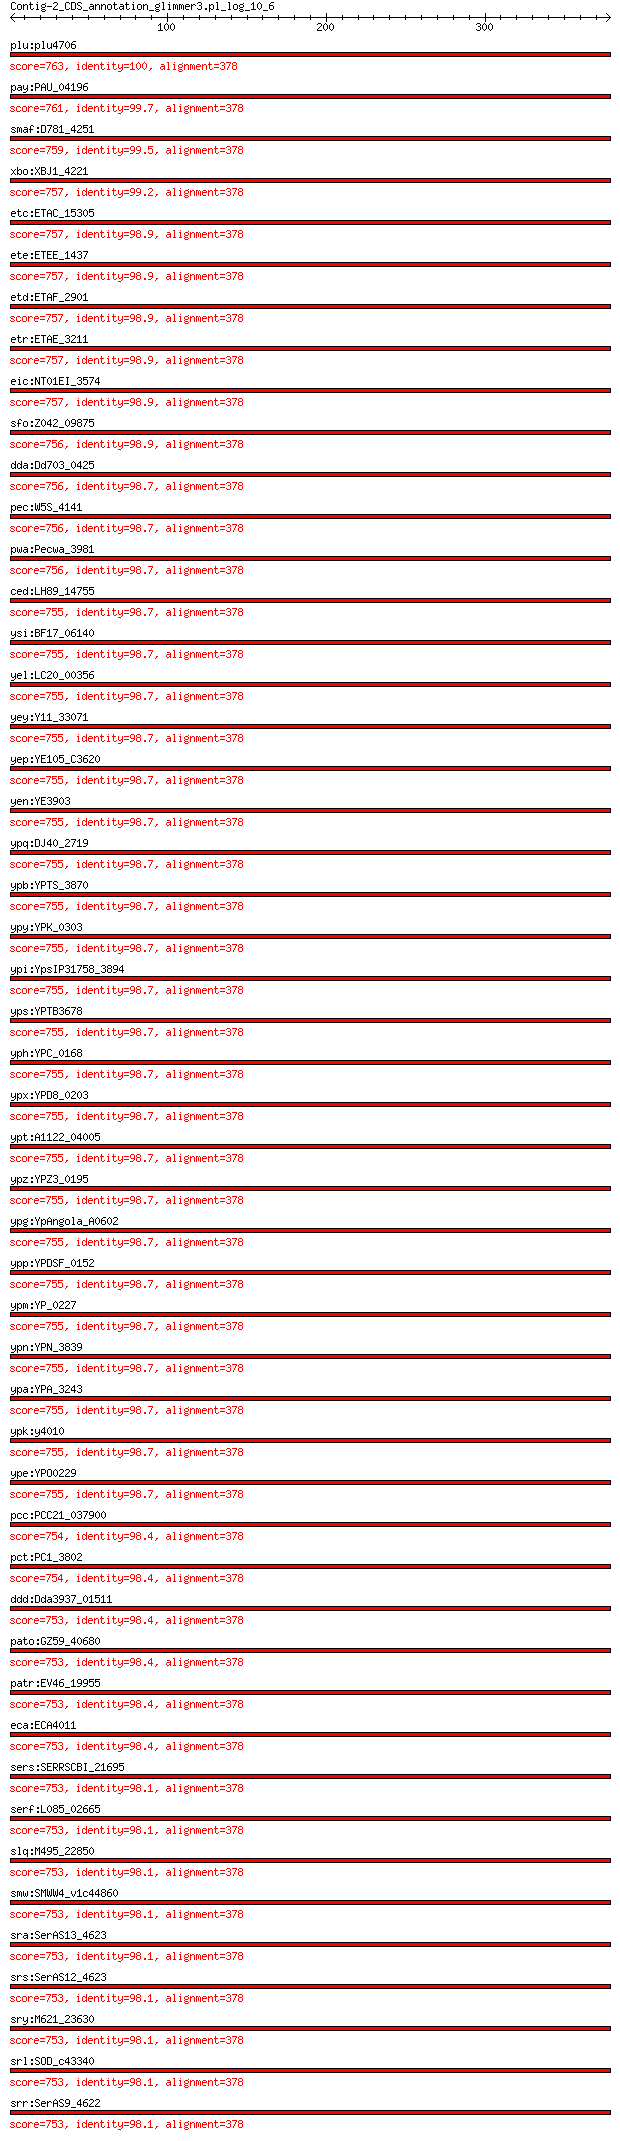 Contig-2_CDS_annotation_glimmer3.pl_log_10_6
100 200 300
plu:plu4706
score=763, identity=100, alignment=378
pay:PAU_04196
score=761, identity=99.7, alignment=378
smaf:D781_4251
score=759, identity=99.5, alignment=378
xbo:XBJ1_4221
score=757, identity=99.2, alignment=378
etc:ETAC_15305
score=757, identity=98.9, alignment=378
ete:ETEE_1437
score=757, identity=98.9, alignment=378
etd:ETAF_2901
score=757, identity=98.9, alignment=378
etr:ETAE_3211
score=757, identity=98.9, alignment=378
eic:NT01EI_3574
score=757, identity=98.9, alignment=378
sfo:Z042_09875
score=756, identity=98.9, alignment=378
dda:Dd703_0425
score=756, identity=98.7, alignment=378
pec:W5S_4141
score=756, identity=98.7, alignment=378
pwa:Pecwa_3981
score=756, identity=98.7, alignment=378
ced:LH89_14755
score=755, identity=98.7, alignment=378
ysi:BF17_06140
score=755, identity=98.7, alignment=378
yel:LC20_00356
score=755, identity=98.7, alignment=378
yey:Y11_33071
score=755, identity=98.7, alignment=378
yep:YE105_C3620
score=755, identity=98.7, alignment=378
yen:YE3903
score=755, identity=98.7, alignment=378
ypq:DJ40_2719
score=755, identity=98.7, alignment=378
ypb:YPTS_3870
score=755, identity=98.7, alignment=378
ypy:YPK_0303
score=755, identity=98.7, alignment=378
ypi:YpsIP31758_3894
score=755, identity=98.7, alignment=378
yps:YPTB3678
score=755, identity=98.7, alignment=378
yph:YPC_0168
score=755, identity=98.7, alignment=378
ypx:YPD8_0203
score=755, identity=98.7, alignment=378
ypt:A1122_04005
score=755, identity=98.7, alignment=378
ypz:YPZ3_0195
score=755, identity=98.7, alignment=378
ypg:YpAngola_A0602
score=755, identity=98.7, alignment=378
ypp:YPDSF_0152
score=755, identity=98.7, alignment=378
ypm:YP_0227
score=755, identity=98.7, alignment=378
ypn:YPN_3839
score=755, identity=98.7, alignment=378
ypa:YPA_3243
score=755, identity=98.7, alignment=378
ypk:y4010
score=755, identity=98.7, alignment=378
ype:YPO0229
score=755, identity=98.7, alignment=378
pcc:PCC21_037900
score=754, identity=98.4, alignment=378
pct:PC1_3802
score=754, identity=98.4, alignment=378
ddd:Dda3937_01511
score=753, identity=98.4, alignment=378
pato:GZ59_40680
score=753, identity=98.4, alignment=378
patr:EV46_19955
score=753, identity=98.4, alignment=378
eca:ECA4011
score=753, identity=98.4, alignment=378
sers:SERRSCBI_21695
score=753, identity=98.1, alignment=378
serf:L085_02665
score=753, identity=98.1, alignment=378
slq:M495_22850
score=753, identity=98.1, alignment=378
smw:SMWW4_v1c44860
score=753, identity=98.1, alignment=378
sra:SerAS13_4623
score=753, identity=98.1, alignment=378
srs:SerAS12_4623
score=753, identity=98.1, alignment=378
sry:M621_23630
score=753, identity=98.1, alignment=378
srl:SOD_c43340
score=753, identity=98.1, alignment=378
srr:SerAS9_4622
score=753, identity=98.1, alignment=378